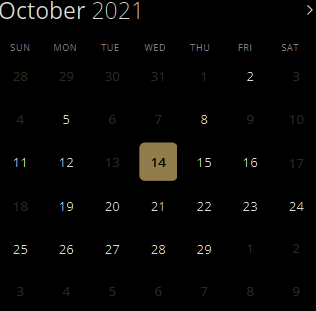 October 2021
SUN MON TUE WED THU FRI SAT
28 29 30 31 1 2 3
4 5 6 7 8 9 10
11 12 13 14 15 16 17
18 19 20 21 22 23 24
25 26 27 28 29 1 2
3 4 5 6 7 8 9